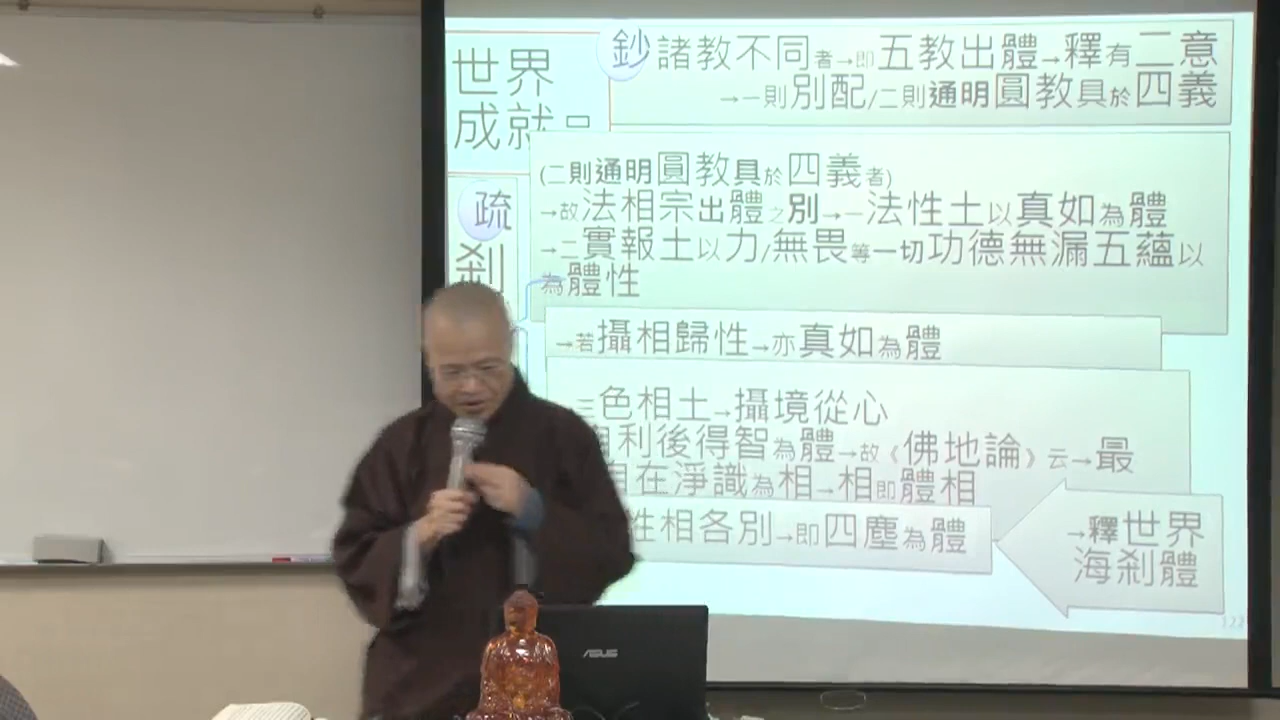 世界
成就品
疏
剎
鈔諸教不同者→即五教出體→釋有二意
→一則別配/二則通明圓教具於四義
(二則通明圓教具於四義者)
→故法相宗出體之別→一法性土以真如為體
→二實報土以力/無畏等一切功德無漏五蘊以
為體性
→若攝相歸性→亦真如為體
三色相土→攝境從心
利後得智為體→故《佛地論》云→最
自在淨識為相→相即體相
性相各別→即四塵為體
→釋世界
海剎體
122
ASUS